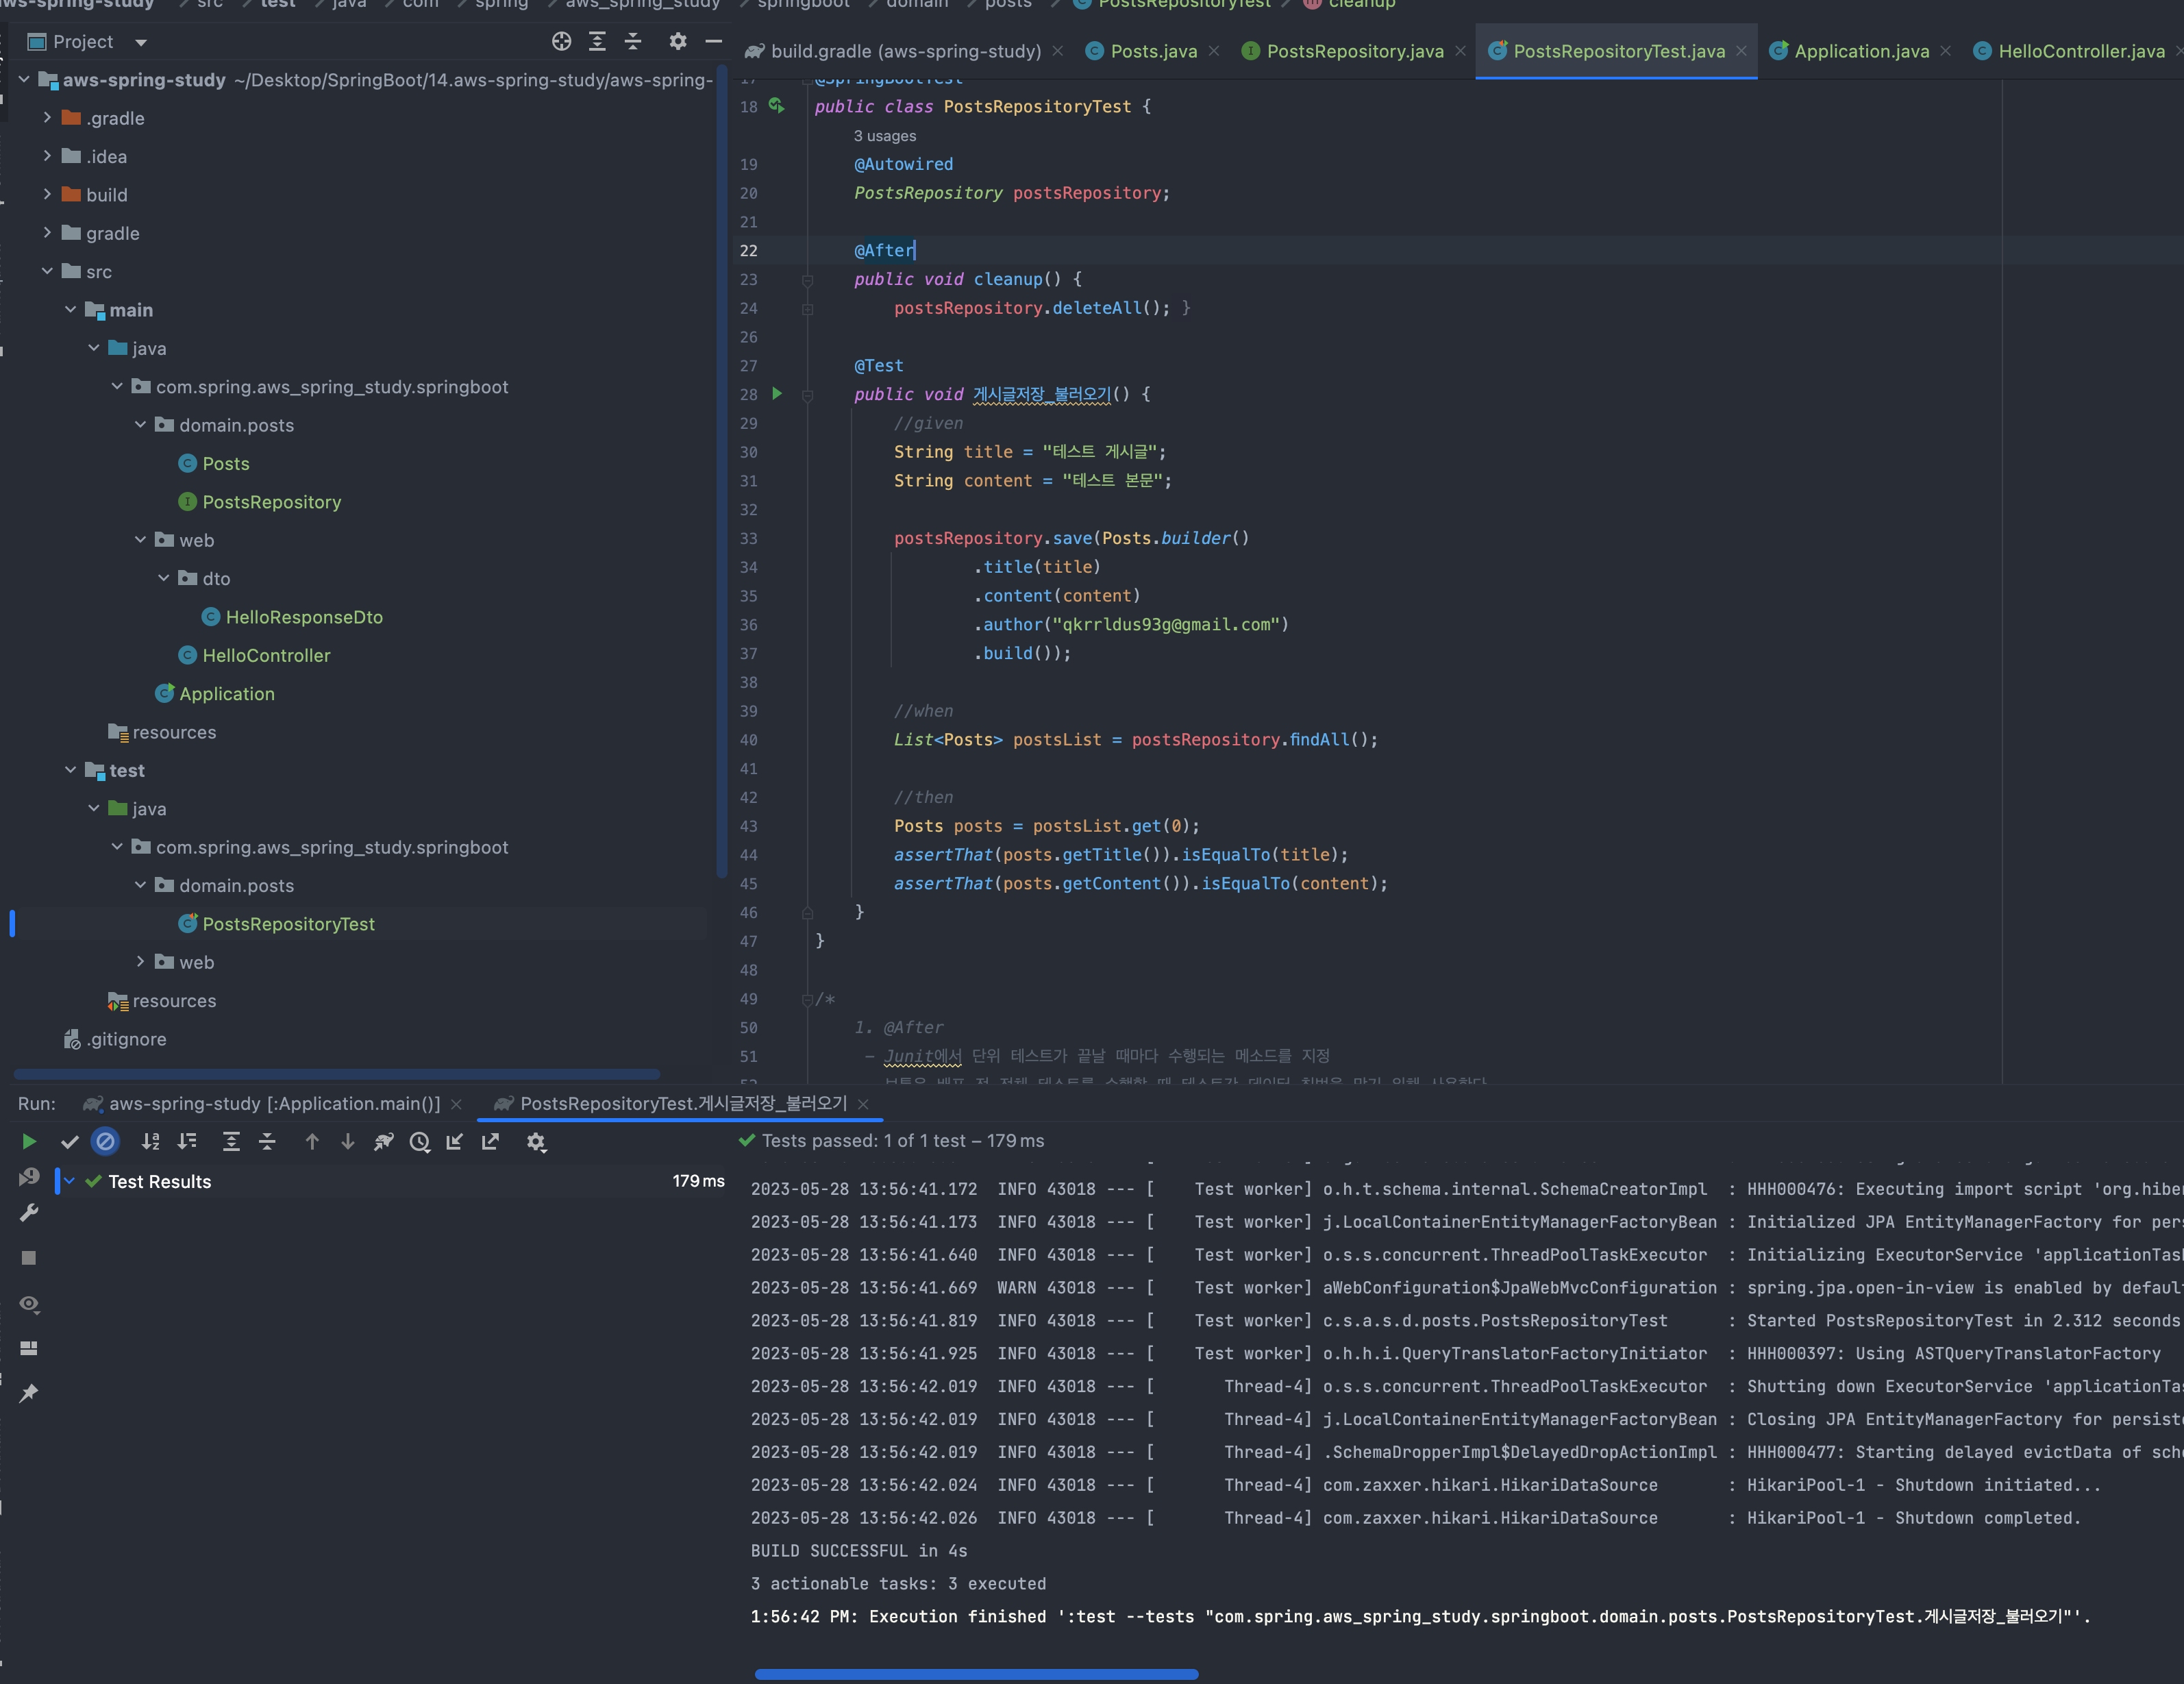 aws-spring-study src test java com spring aws_spring_study springboot domain posts PostsRepositoryTest cleanup
Project
build.gradle (aws-spring-study) Posts.java PostsRepository.java PostsRepositoryTest.java Application.java HelloController.java
aws-spring-study ~/Desktop/SpringBoot/14.aws-spring-study/aws-spring-
.gradle
.idea
build
gradle
src
main
java
com.spring.aws_spring_study.springboot
domain.posts
Posts
PostsRepository
web
dto
HelloResponseDto
HelloController
Application
resources
test
java
com.spring.aws_spring_study.springboot
domain.posts
PostsRepositoryTest
web
resources
.gitignore
17 @SpringBootTest
18 public class PostsRepositoryTest {
3 usages
19 @Autowired
20 PostsRepository postsRepository;
21
22 @After
23 public void cleanup() {
24 postsRepository.deleteAll(); }
26
27 @Test
28 public void 게시글저장_불러오기() {
29 //given
30 String title = "테스트 게시글";
31 String content = "테스트 본문";
32
33 postsRepository.save(Posts.builder()
34 .title(title)
35 .content(content)
36 .author("qkrrldus93g@gmail.com")
37 .build());
38
39 //when
40 List<Posts> postsList = postsRepository.findAll();
41
42 //then
43 Posts posts = postsList.get(0);
44 assertThat(posts.getTitle()).isEqualTo(title);
45 assertThat(posts.getContent()).isEqualTo(content);
46 }
47 }
48
49 /*
50 1. @After
51 - Junit에서 단위 테스트가 끝날 때마다 수행되는 메소드를 지정
Run: aws-spring-study [:Application.main()] PostsRepositoryTest.게시글저장_불러오기
Tests passed: 1 of 1 test – 179 ms
Test Results 179 ms
2023-05-28 13:56:41.172 INFO 43018 --- [ Test worker] o.h.t.schema.internal.SchemaCreatorImpl : HHH000476: Executing import script 'org.hiber
2023-05-28 13:56:41.173 INFO 43018 --- [ Test worker] j.LocalContainerEntityManagerFactoryBean : Initialized JPA EntityManagerFactory for pers
2023-05-28 13:56:41.640 INFO 43018 --- [ Test worker] o.s.s.concurrent.ThreadPoolTaskExecutor : Initializing ExecutorService 'applicationTask
2023-05-28 13:56:41.669 WARN 43018 --- [ Test worker] aWebConfiguration$JpaWebMvcConfiguration : spring.jpa.open-in-view is enabled by default
2023-05-28 13:56:41.819 INFO 43018 --- [ Test worker] c.s.a.s.d.posts.PostsRepositoryTest : Started PostsRepositoryTest in 2.312 seconds
2023-05-28 13:56:41.925 INFO 43018 --- [ Test worker] o.h.h.i.QueryTranslatorFactoryInitiator : HHH000397: Using ASTQueryTranslatorFactory
2023-05-28 13:56:42.019 INFO 43018 --- [ Thread-4] o.s.s.concurrent.ThreadPoolTaskExecutor : Shutting down ExecutorService 'applicationTas
2023-05-28 13:56:42.019 INFO 43018 --- [ Thread-4] j.LocalContainerEntityManagerFactoryBean : Closing JPA EntityManagerFactory for persiste
2023-05-28 13:56:42.019 INFO 43018 --- [ Thread-4] .SchemaDropperImpl$DelayedDropActionImpl : HHH000477: Starting delayed evictData of sche
2023-05-28 13:56:42.024 INFO 43018 --- [ Thread-4] com.zaxxer.hikari.HikariDataSource : HikariPool-1 - Shutdown initiated...
2023-05-28 13:56:42.026 INFO 43018 --- [ Thread-4] com.zaxxer.hikari.HikariDataSource : HikariPool-1 - Shutdown completed.
BUILD SUCCESSFUL in 4s
3 actionable tasks: 3 executed
1:56:42 PM: Execution finished ':test --tests "com.spring.aws_spring_study.springboot.domain.posts.PostsRepositoryTest.게시글저장_불러오기"'.